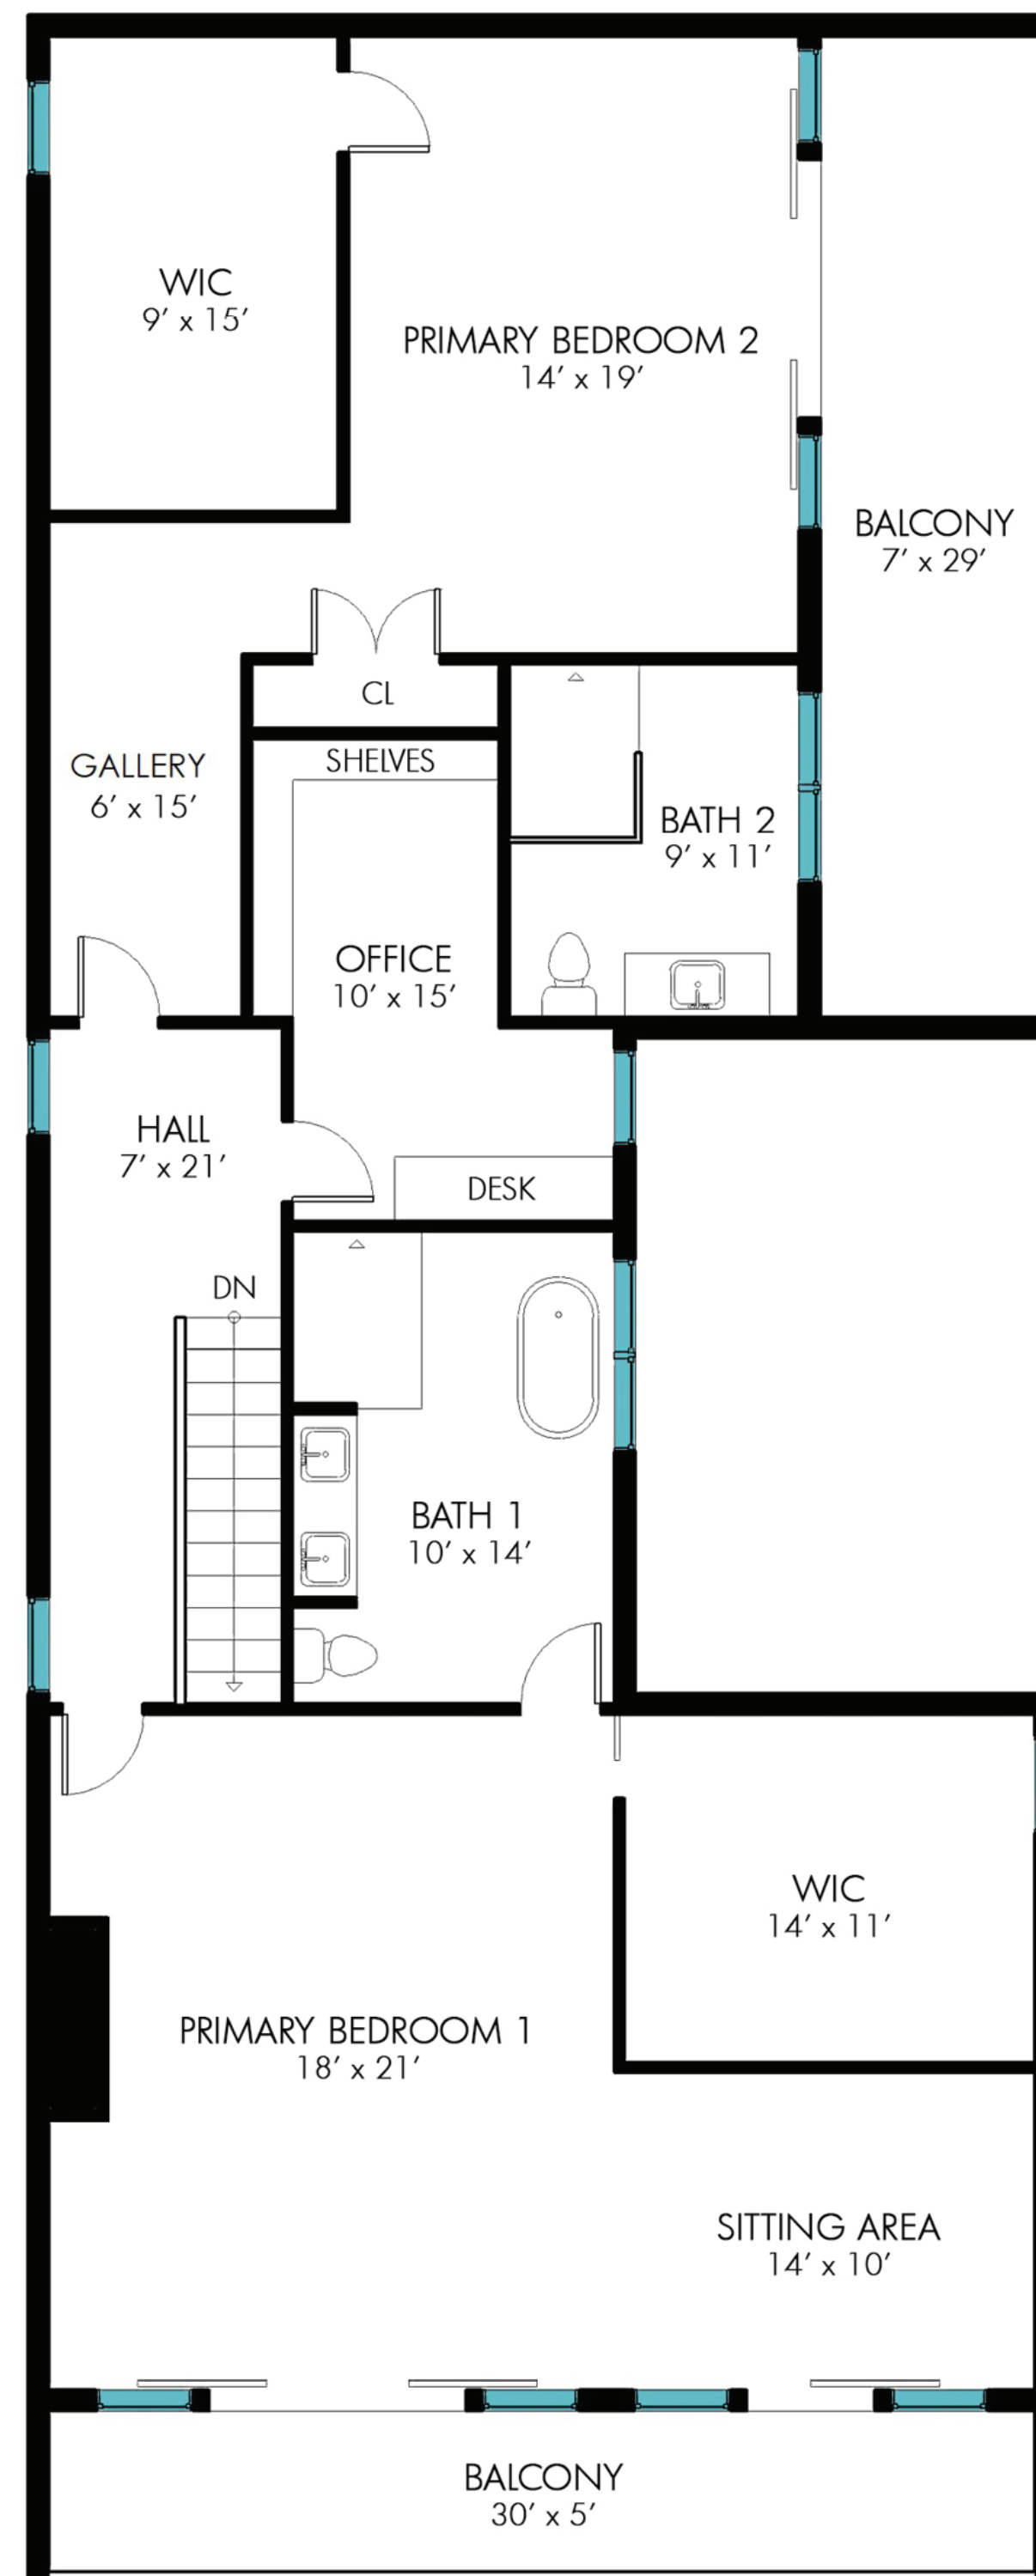 WIC
9' x 15'
PRIMARY BEDROOM 2
14' x 19'
BALCONY
7' x 29'
CL
SHELVES
GALLERY
6' x 15'
BATH 2
9' x 11'
OFFICE
10' x 15'
HALL
7' x 21'
DESK
DN
BATH 1
10' x 14'
WIC
14' x 11'
PRIMARY BEDROOM 1
18' x 21'
SITTING AREA
14' x 10'
BALCONY
30' x 5'